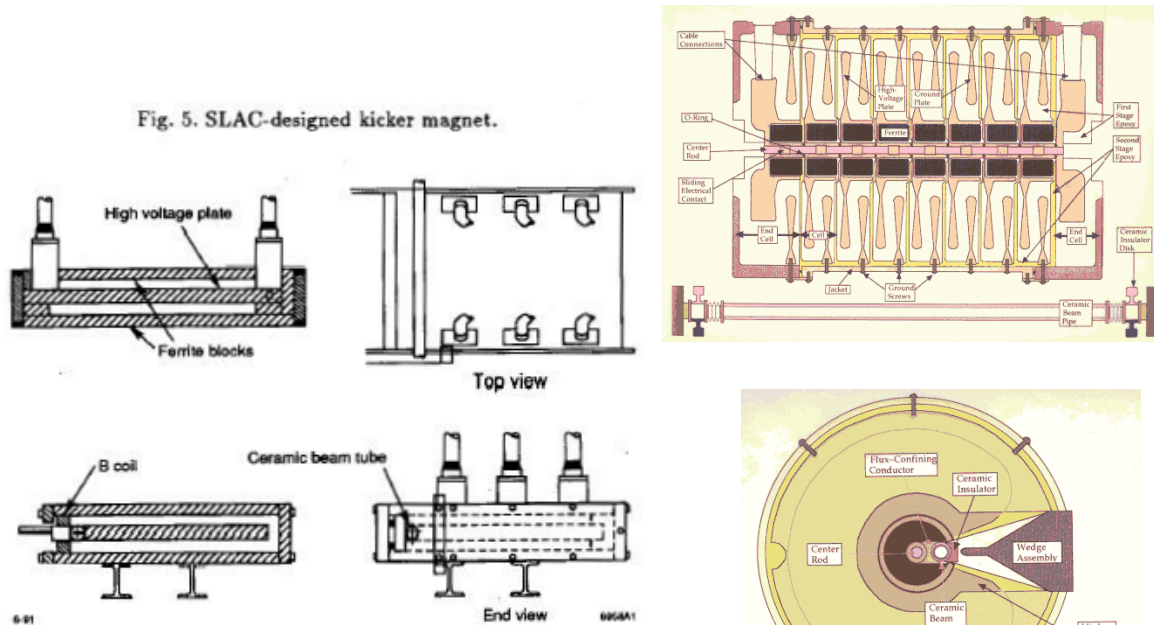 Fig. 5. SLAC-designed kicker magnet.
High voltage plate
Ferrite blocks
Top view
B coil
Ceramic beam tube
6-91
End view
6958A1
Cable
Connections
High-
Voltage
Plate
Ground
Plate
First
Stage
Epoxy
O-Ring
Ferrite
Second
Stage
Epoxy
Center
Rod
Sliding
Electrical
Contact
End
Cell
Cell
End
Cell
Ceramic
Insulator
Disk
Jacket
Ground
Screws
Ceramic
Beam
Pipe
Flux-Confining
Conductor
Ceramic
Insulator
Center
Rod
Wedge
Assembly
Ceramic
Beam